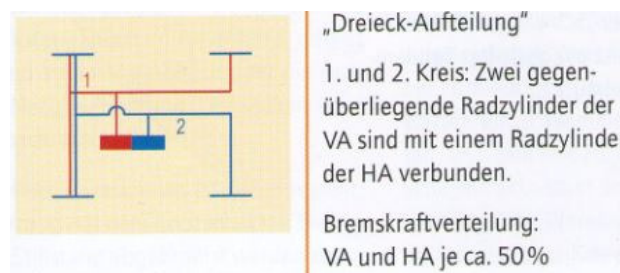 1
2
„Dreieck-Aufteilung"
1. und 2. Kreis: Zwei gegen-
überliegende Radzylinder der
VA sind mit einem Radzylinde
der HA verbunden.
Bremskraftverteilung:
VA und HA je ca. 50%